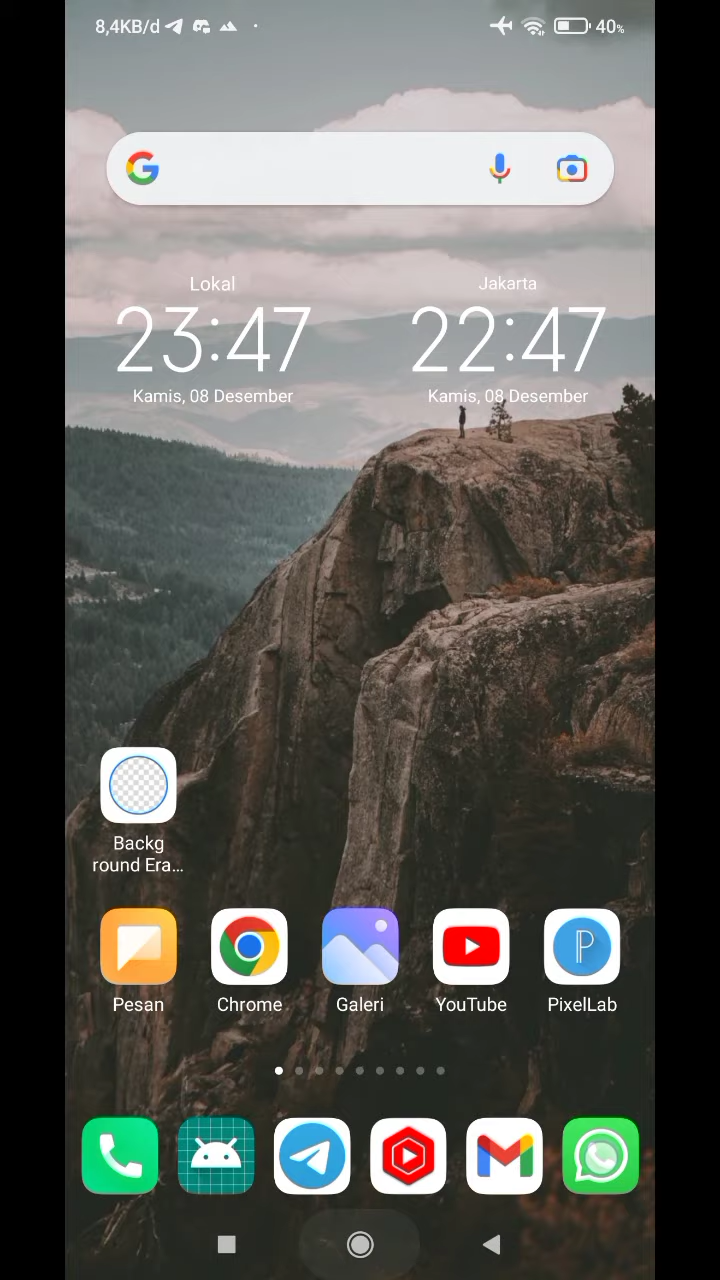 8,4KB/d
40%
Lokal
Jakarta
23:47
22:47
Kamis, 08 Desember
Kamis, 08 Desember
Backg
round Era...
Pesan
Chrome
Galeri
YouTube
PixelLab